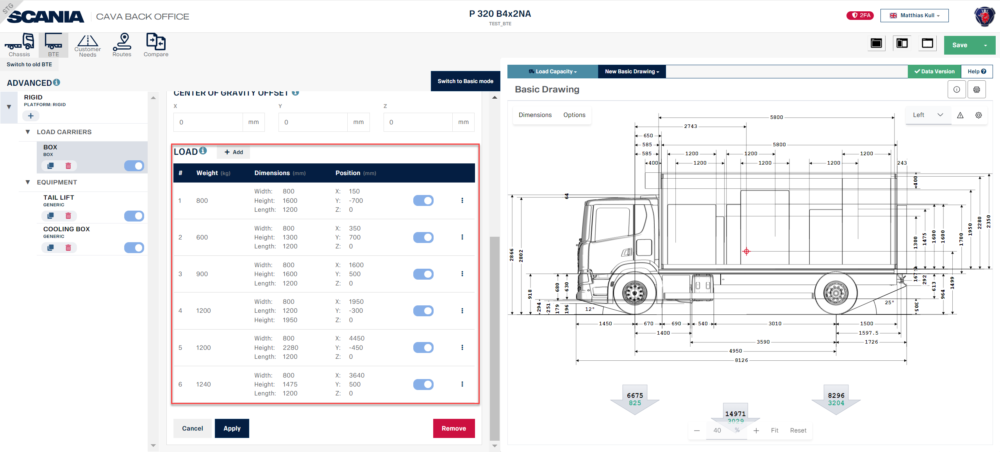 STG
SCANIA
CAVA BACK OFFICE
P 320 B4x2NA
TEST_BTE
2FA
Matthias Kull
Chassis
BTE
Customer
Needs
Routes
Compare
Save
Switch to old BTE
ADVANCED
Switch to Basic mode
RIGID
PLATFORM: RIGID
LOAD CARRIERS
BOX
BOX
EQUIPMENT
TAIL LIFT
GENERIC
COOLING BOX
GENERIC
CENTER OF GRAVITY OFFSET
X Y Z
0 mm 0 mm 0 mm
LOAD
+ Add
# Weight (kg) Dimensions (mm) Position (mm)
Width: 800 X: 150
1 800 Height: 1600 Y: -700
Length: 1200 Z: 0
Width: 800 X: 350
2 600 Height: 1300 Y: 700
Length: 1200 Z: 0
Width: 800 X: 1600
3 900 Height: 1600 Y: 500
Length: 1200 Z: 0
Width: 800 X: 1950
4 1200 Length: 1200 Y: -300
Height: 1950 Z: 0
Width: 800 X: 4450
5 1200 Height: 2280 Y: -450
Length: 1200 Z: 0
Width: 800 X: 3640
6 1240 Height: 1475 Y: 500
Length: 1200 Z: 0
Cancel
Apply
Remove
Load Capacity
New Basic Drawing
Data Version
Help
Basic Drawing
Dimensions Options
Left
5800
2743
650
585 5800
585 1200 1200 1200
400 1200 1200 1200 243
64
400
2866
2802
918
294
251
680
179
630
196
12°
1300
1475
1600
1600
1700
1950
2280
2350
292
613
964
1499
305
25°
1450 670 690 540 3010 1500
1400 1597.5
3590 1726
4950
8126
6675
825
8296
3204
14971
3029
40 %
Fit
Reset